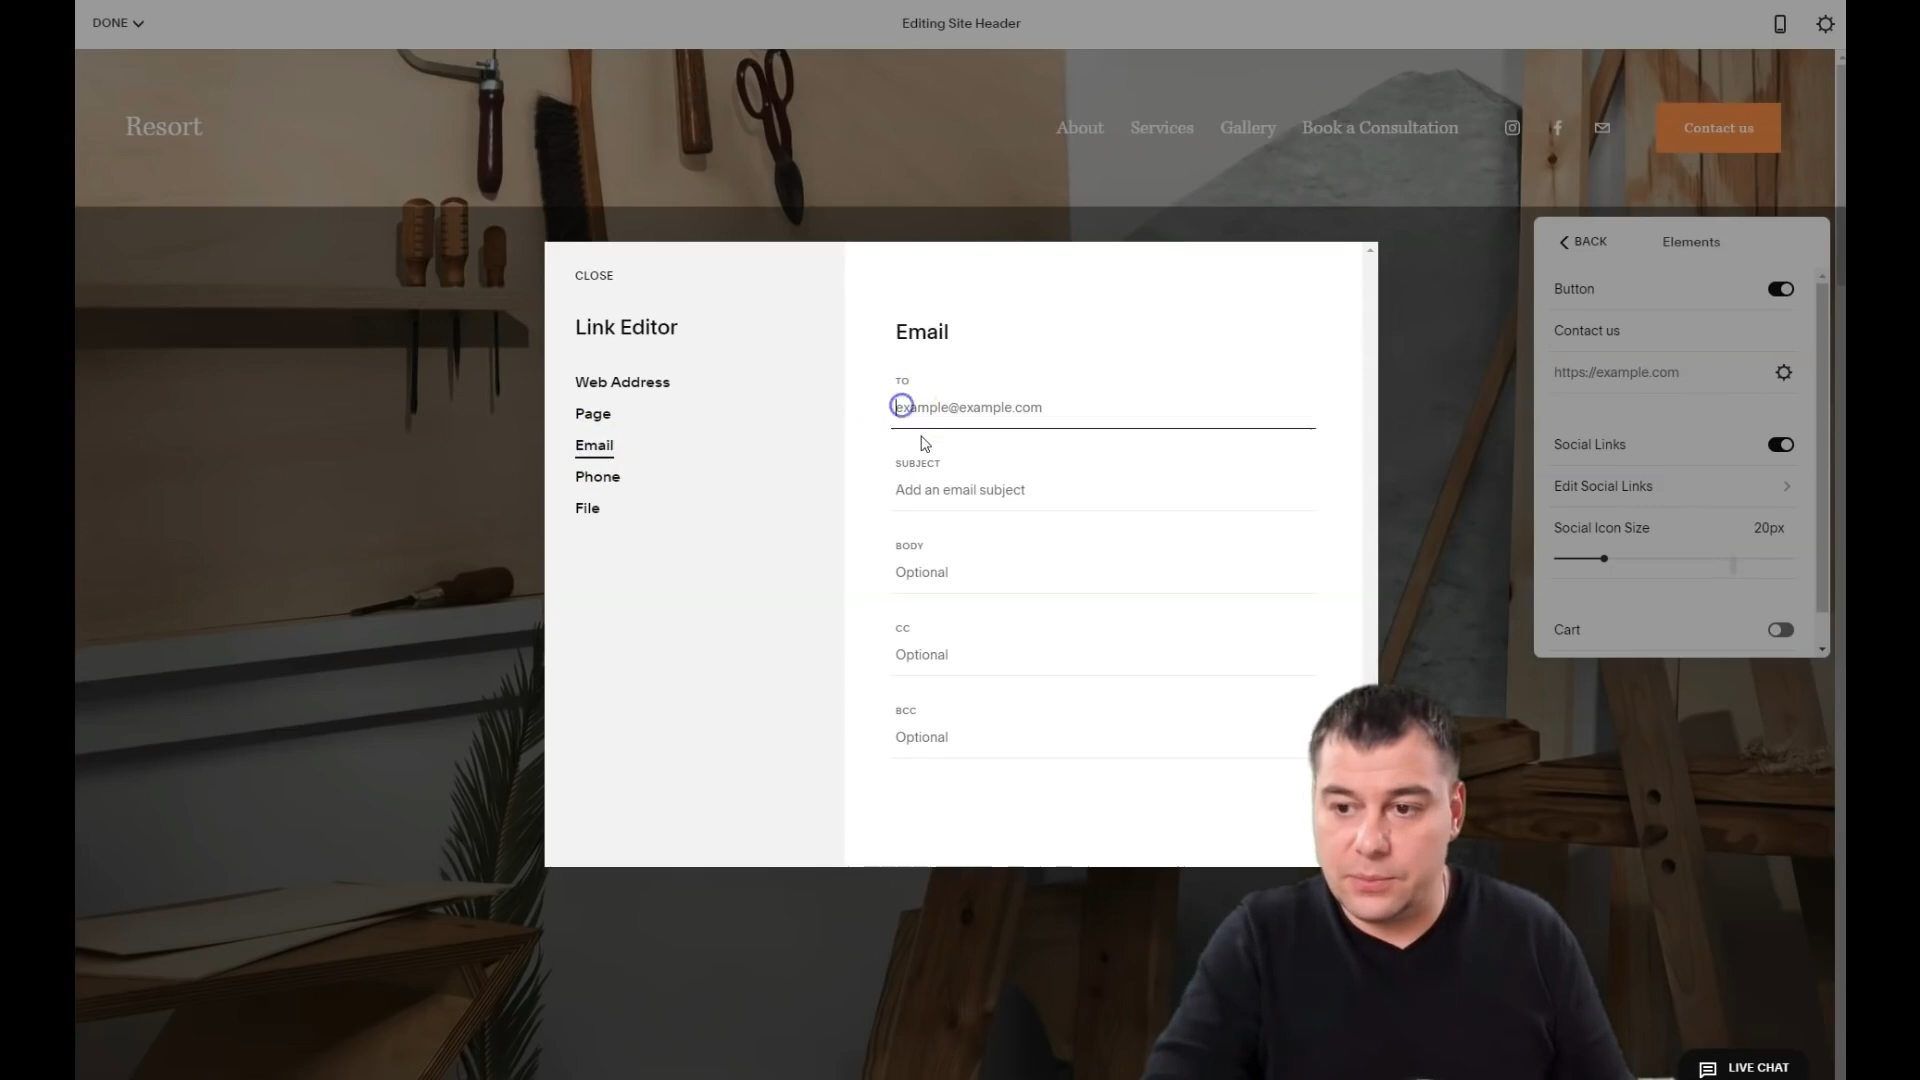 DONE
Editing Site Header
Resort
About
Services
Gallery
Book a Consultation
Contact us
CLOSE
Link Editor
Web Address
Page
Email
Phone
File
Email
TO
example@example.com
SUBJECT
Add an email subject
BODY
Optional
CC
Optional
BCC
Optional
BACK
Elements
Button
Contact us
https://example.com
Social Links
Edit Social Links
Social Icon Size
20px
Cart
LIVE CHAT